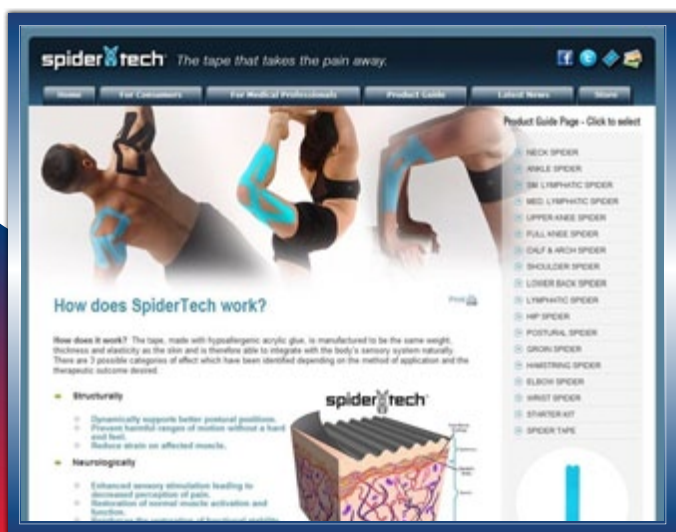 spidertech The tape that takes the pain away.
Home For Consumers For Medical Professionals Product Guide Latest News Store
Product Guide Page - Click to select
NECK SPIDER
ANKLE SPIDER
SM. LYMPHATIC SPIDER
MED. LYMPHATIC SPIDER
UPPER KNEE SPIDER
FULL KNEE SPIDER
CALF & ARCH SPIDER
SHOULDER SPIDER
LOWER BACK SPIDER
LYMPHATIC SPIDER
HIP SPIDER
POSTURAL SPIDER
GROIN SPIDER
HAMSTRING SPIDER
ELBOW SPIDER
WRIST SPIDER
STARTER KIT
SPIDER TAPE
How does SpiderTech work?
Print
How does it work? The tape, made with hypoallergenic acrylic glue, is manufactured to be the same weight,
thickness and elasticity as the skin and is therefore able to integrate with the body's sensory system naturally.
There are 3 possible categories of effect which have been identified depending on the method of application and the
therapeutic outcome desired.
Structurally
Dynamically supports better postural positions.
Prevent harmful ranges of motion without a hard
end feel.
Reduce strain on affected muscle.
Neurologically
Enhanced sensory stimulation leading to
decreased perception of pain.
Restoration of normal muscle activation and
function.
spidertech